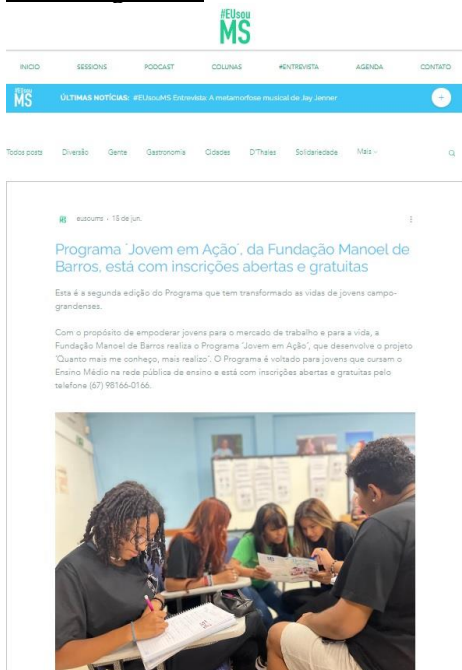 #EUsou
MS
INICIO SESSIONS PODCAST COLUNAS #ENTREVISTA AGENDA CONTATO
#EUsou
MS
ÚLTIMAS NOTÍCIAS: #EUsouMS Entrevista: A metamorfose musical de Jay Jenner
+
Todos posts Diversão Gente Gastronomia Cidades D'Thales Solidariedade Mais
eusoums • 15 de jun.
Programa ´Jovem em Ação´, da Fundação Manoel de
Barros, está com inscrições abertas e gratuitas
Esta é a segunda edição do Programa que tem transformado as vidas de jovens campo-
grandenses.
Com o propósito de empoderar jovens para o mercado de trabalho e para a vida, a
Fundação Manoel de Barros realiza o Programa ´Jovem em Ação´, que desenvolve o projeto
´Quanto mais me conheço, mais realizo´. O Programa é voltado para jovens que cursam o
Ensino Médio na rede pública de ensino e está com inscrições abertas e gratuitas pelo
telefone (67) 98166-0166.